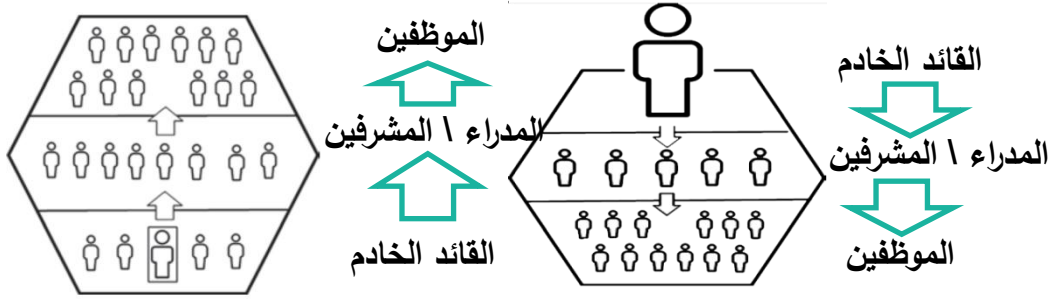 الموظفين
المدراء \ المشرفين
القائد الخادم
القائد الخادم
المدراء \ المشرفين
الموظفين